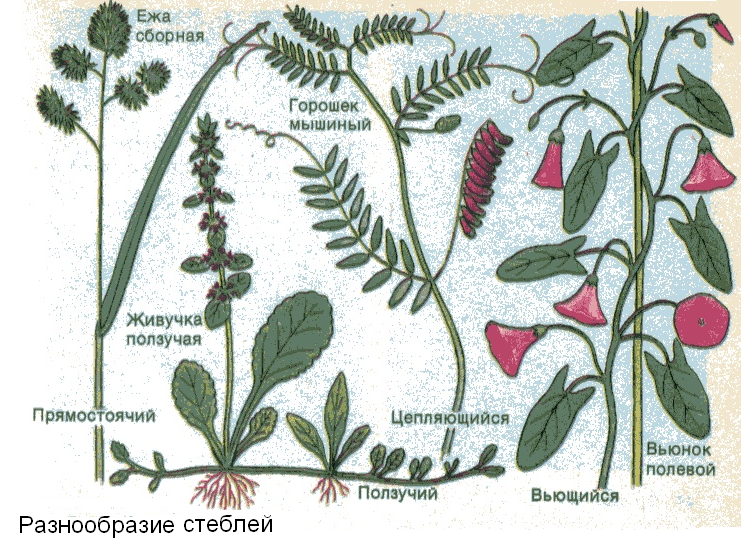 Ежа
сборная
Горошек
мышиный
Живучка
ползучая
Прямостоячий
Цепляющийся
Вьюнок
полевой
Ползучий
Вьющийся
Разнообразие стеблей